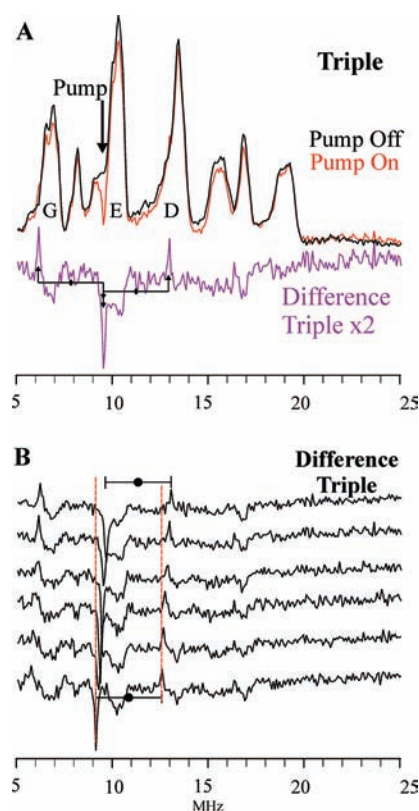 A
Triple
Pump
Pump Off
Pump On
G E D
Difference
Triple x2
5 10 15 20 25
B
Difference
Triple
5 10 15 20 25
MHz